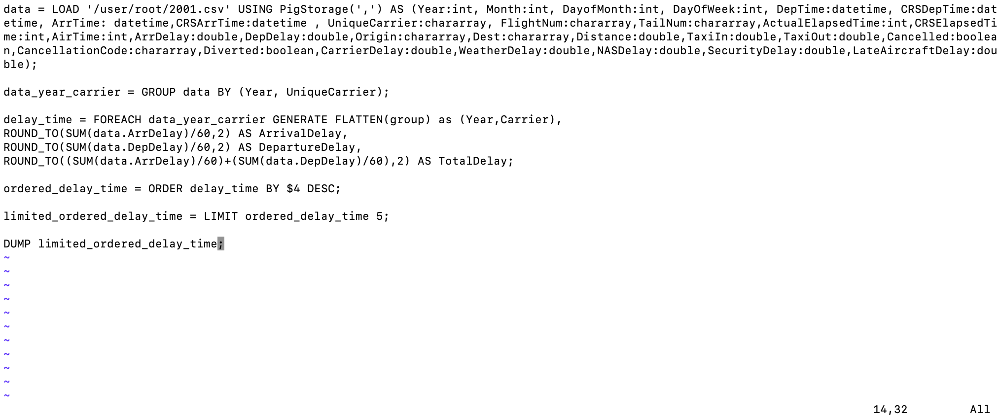 data = LOAD '/user/root/2001.csv' USING PigStorage(',') AS (Year:int, Month:int, DayofMonth:int, DayOfWeek:int, DepTime:datetime, CRSDepTime:dat
etime, ArrTime: datetime,CRSArrTime:datetime , UniqueCarrier:chararray, FlightNum:chararray,TailNum:chararray,ActualElapsedTime:int,CRSElapsedTi
me:int,AirTime:int,ArrDelay:double,DepDelay:double,Origin:chararray,Dest:chararray,Distance:double,TaxiIn:double,TaxiOut:double,Cancelled:boolea
n,CancellationCode:chararray,Diverted:boolean,CarrierDelay:double,WeatherDelay:double,NASDelay:double,SecurityDelay:double,LateAircraftDelay:dou
ble);
data_year_carrier = GROUP data BY (Year, UniqueCarrier);
delay_time = FOREACH data_year_carrier GENERATE FLATTEN(group) as (Year,Carrier),
ROUND_TO(SUM(data.ArrDelay)/60,2) AS ArrivalDelay,
ROUND_TO(SUM(data.DepDelay)/60,2) AS DepartureDelay,
ROUND_TO((SUM(data.ArrDelay)/60)+(SUM(data.DepDelay)/60),2) AS TotalDelay;
ordered_delay_time = ORDER delay_time BY $4 DESC;
limited_ordered_delay_time = LIMIT ordered_delay_time 5;
DUMP limited_ordered_delay_time;
~
~
~
~
~
~
~
~
~
~
~
14,32 All